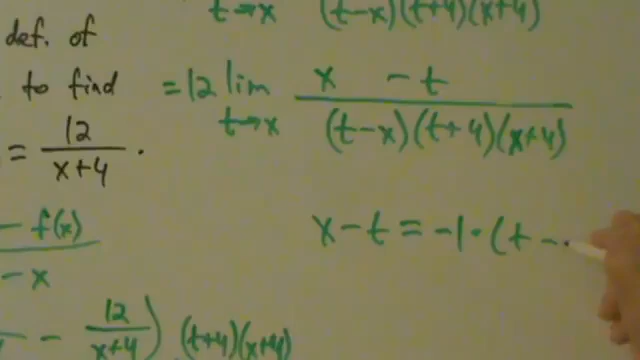 t→x (t-x)(t+4)(x+4)
def. of
to find
= 12/(x+4).
= 12 lim t→x (x - t)/((t-x)(t+4)(x+4))
- f(x)
- x
x - t = -1 · (t -
- 12/(x+4)) (t+4)(x+4)